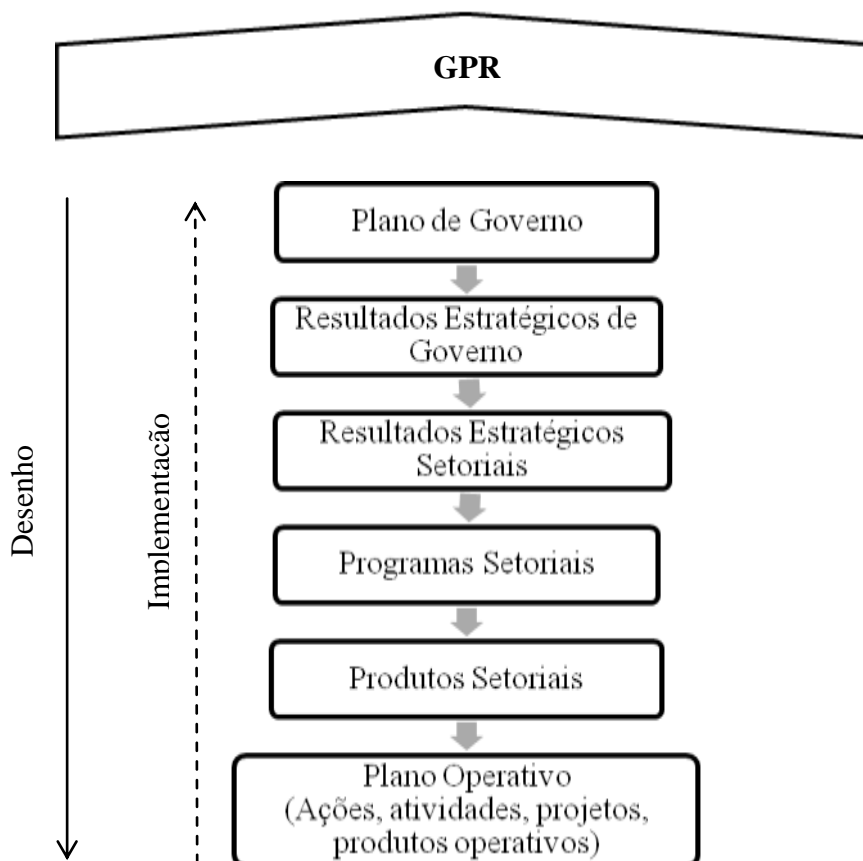 GPR
Plano de Governo
Resultados Estratégicos de
Governo
Resultados Estratégicos
Setoriais
Programas Setoriais
Produtos Setoriais
Plano Operativo
(Ações, atividades, projetos,
produtos operativos)
Desenho
Implementacão